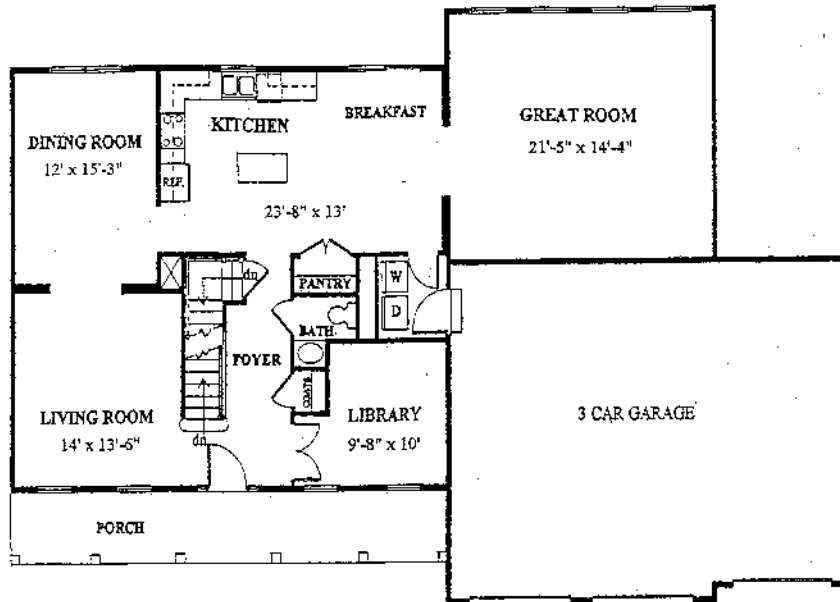 GREAT ROOM
21'-5" x 14'-4"
BREAKFAST
KITCHEN
DINING ROOM
12' x 15'-3"
REF.
23'-8" x 13'
dn
W
PANTRY
D
BATH
FOYER
COATS
LIVING ROOM
14' x 13'-6"
dn
LIBRARY
9'-8" x 10'
3 CAR GARAGE
PORCH